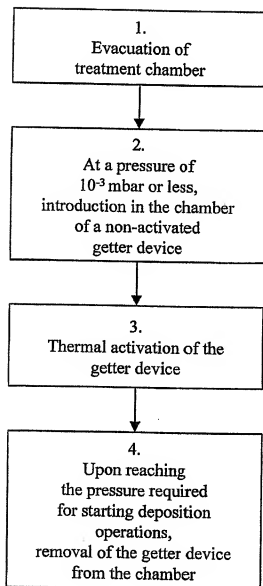 1.
Evacuation of
treatment chamber
2.
At a pressure of
10⁻³ mbar or less,
introduction in the chamber
of a non-activated
getter device
3.
Thermal activation of the
getter device
4.
Upon reaching
the pressure required
for starting deposition
operations,
removal of the getter device
from the chamber